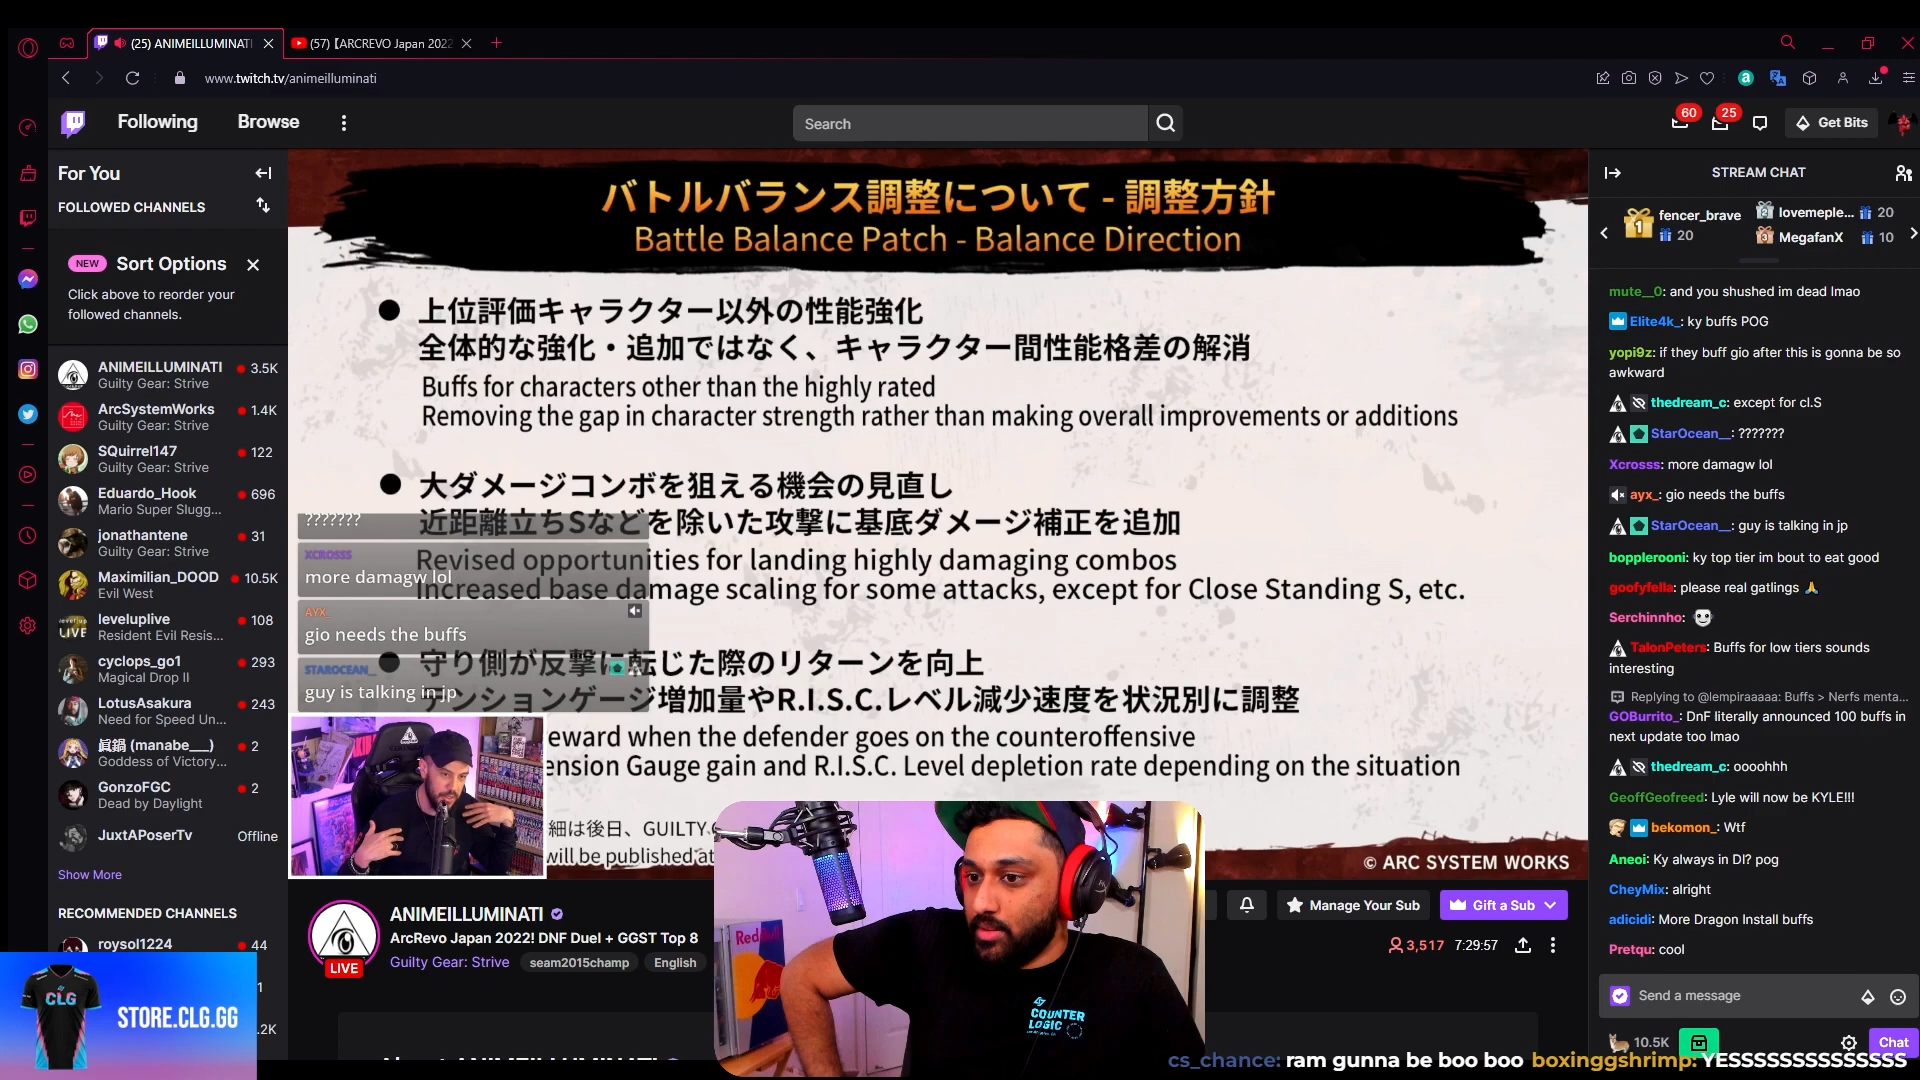 (25) ANIMEILLUMINATI
(57) 【ARCREVO Japan 2022
www.twitch.tv/animeilluminati
Following
Browse
Search
60
25
Get Bits
For You
FOLLOWED CHANNELS
NEW
Sort Options
Click above to reorder your
followed channels.
ANIMEILLUMINATI
3.5K
Guilty Gear: Strive
ArcSystemWorks
1.4K
Guilty Gear: Strive
SQuirrel147
122
Guilty Gear: Strive
Eduardo_Hook
696
Mario Super Slugg...
jonathantene
31
Guilty Gear: Strive
Maximilian_DOOD
10.5K
Evil West
leveluplive
108
Resident Evil Resis...
cyclops_go1
293
Magical Drop II
LotusAsakura
243
Need for Speed Un...
眞鍋 (manabe___)
2
Goddess of Victory...
GonzoFGC
2
Dead by Daylight
JuxtAPoserTv
Offline
Show More
RECOMMENDED CHANNELS
roysol1224
44
CLG
STORE.CLG.GG
バトルバランス調整について - 調整方針
Battle Balance Patch - Balance Direction
上位評価キャラクター以外の性能強化
全体的な強化・追加ではなく、キャラクター間性能格差の解消
Buffs for characters other than the highly rated
Removing the gap in character strength rather than making overall improvements or additions
大ダメージコンボを狙える機会の見直し
近距離立ちSなどを除いた攻撃に基底ダメージ補正を追加
Revised opportunities for landing highly damaging combos
Increased base damage scaling for some attacks, except for Close Standing S, etc.
守り側が反撃に転じた際のリターンを向上
テンションゲージ増加量やR.I.S.C.レベル減少速度を状況別に調整
eward when the defender goes on the counteroffensive
ension Gauge gain and R.I.S.C. Level depletion rate depending on the situation
細は後日、GUILTY
will be published at
© ARC SYSTEM WORKS
???????
XCROSSS
more damagw lol
AYX_
gio needs the buffs
STAROCEAN__
guy is talking in jp
Red Bull
COUNTER
LOGIC
ANIMEILLUMINATI
ArcRevo Japan 2022! DNF Duel + GGST Top 8
Guilty Gear: Strive
seam2015champ
English
LIVE
Manage Your Sub
Gift a Sub
3,517
7:29:57
STREAM CHAT
1
fencer_brave
20
lovemeple...
20
MegafanX
10
mute__0: and you shushed im dead lmao
Elite4k_: ky buffs POG
yopi9z: if they buff gio after this is gonna be so
awkward
thedream_c: except for cl.S
StarOcean__: ???????
Xcrosss: more damagw lol
ayx_: gio needs the buffs
StarOcean__: guy is talking in jp
bopplerooni: ky top tier im bout to eat good
goofyfella: please real gatlings 🙏
Serchinnho:
TalonPeters: Buffs for low tiers sounds
interesting
Replying to @lempiraaaaa: Buffs > Nerfs menta...
GOBurrito_: DnF literally announced 100 buffs in
next update too lmao
thedream_c: oooohhh
GeoffGeofreed: Lyle will now be KYLE!!!
bekomon_: Wtf
Aneoi: Ky always in DI? pog
CheyMix: alright
adicidi: More Dragon Install buffs
Pretqu: cool
Send a message
10.5K
Chat
cs_chance: ram gunna be boo boo boxinggshrimp: YESSSSSSSSSSSSSS